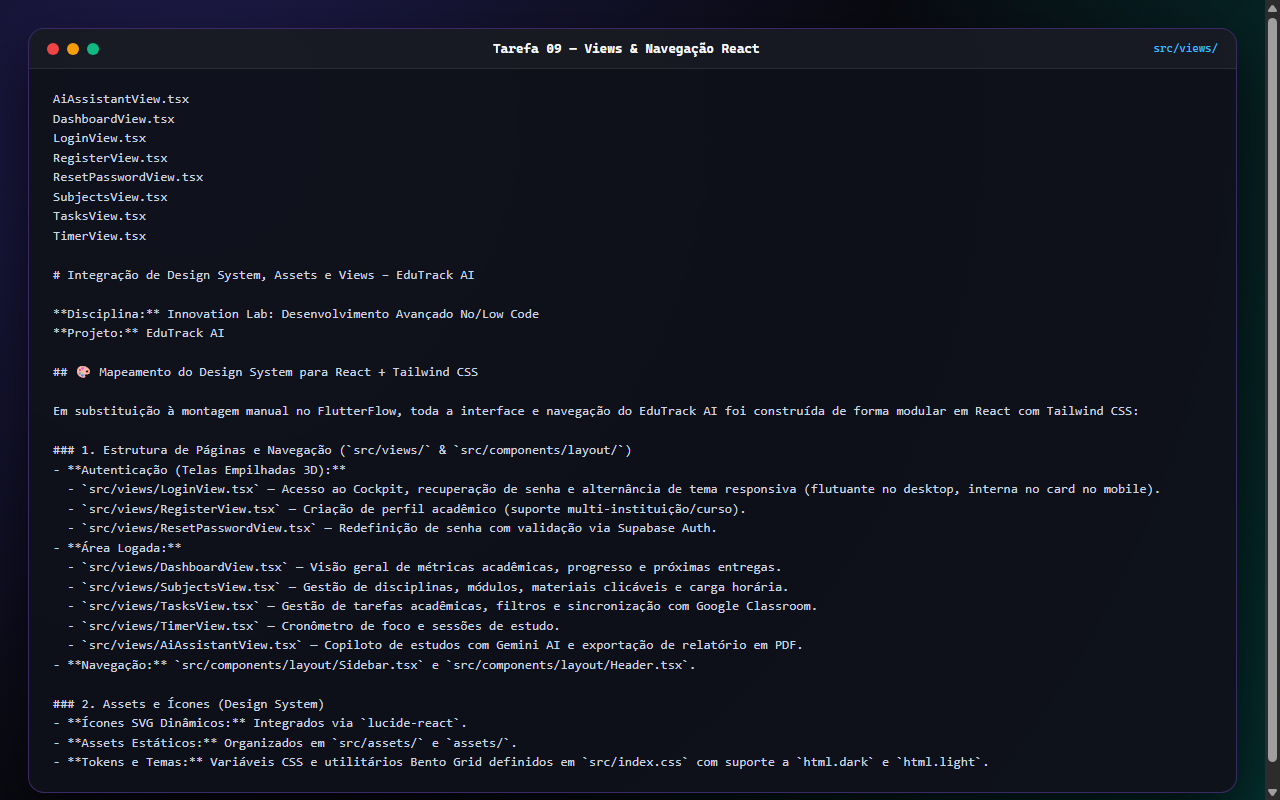 Tarefa 09 — Views & Navegação React
src/views/
AiAssistantView.tsx
DashboardView.tsx
LoginView.tsx
RegisterView.tsx
ResetPasswordView.tsx
SubjectsView.tsx
TasksView.tsx
TimerView.tsx
# Integração de Design System, Assets e Views — EduTrack AI
**Disciplina:** Innovation Lab: Desenvolvimento Avançado No/Low Code
**Projeto:** EduTrack AI
## 🎨 Mapeamento do Design System para React + Tailwind CSS
Em substituição à montagem manual no FlutterFlow, toda a interface e navegação do EduTrack AI foi construída de forma modular em React com Tailwind CSS:
### 1. Estrutura de Páginas e Navegação (`src/views/` & `src/components/layout/`)
- **Autenticação (Telas Empilhadas 3D):**
  - `src/views/LoginView.tsx` — Acesso ao Cockpit, recuperação de senha e alternância de tema responsiva (flutuante no desktop, interna no card no mobile).
  - `src/views/RegisterView.tsx` — Criação de perfil acadêmico (suporte multi-instituição/curso).
  - `src/views/ResetPasswordView.tsx` — Redefinição de senha com validação via Supabase Auth.
- **Área Logada:**
  - `src/views/DashboardView.tsx` — Visão geral de métricas acadêmicas, progresso e próximas entregas.
  - `src/views/SubjectsView.tsx` — Gestão de disciplinas, módulos, materiais clicáveis e carga horária.
  - `src/views/TasksView.tsx` — Gestão de tarefas acadêmicas, filtros e sincronização com Google Classroom.
  - `src/views/TimerView.tsx` — Cronômetro de foco e sessões de estudo.
  - `src/views/AiAssistantView.tsx` — Copiloto de estudos com Gemini AI e exportação de relatório em PDF.
- **Navegação:** `src/components/layout/Sidebar.tsx` e `src/components/layout/Header.tsx`.
### 2. Assets e Ícones (Design System)
- **Ícones SVG Dinâmicos:** Integrados via `lucide-react`.
- **Assets Estáticos:** Organizados em `src/assets/` e `assets/`.
- **Tokens e Temas:** Variáveis CSS e utilitários Bento Grid definidos em `src/index.css` com suporte a `html.dark` e `html.light`.